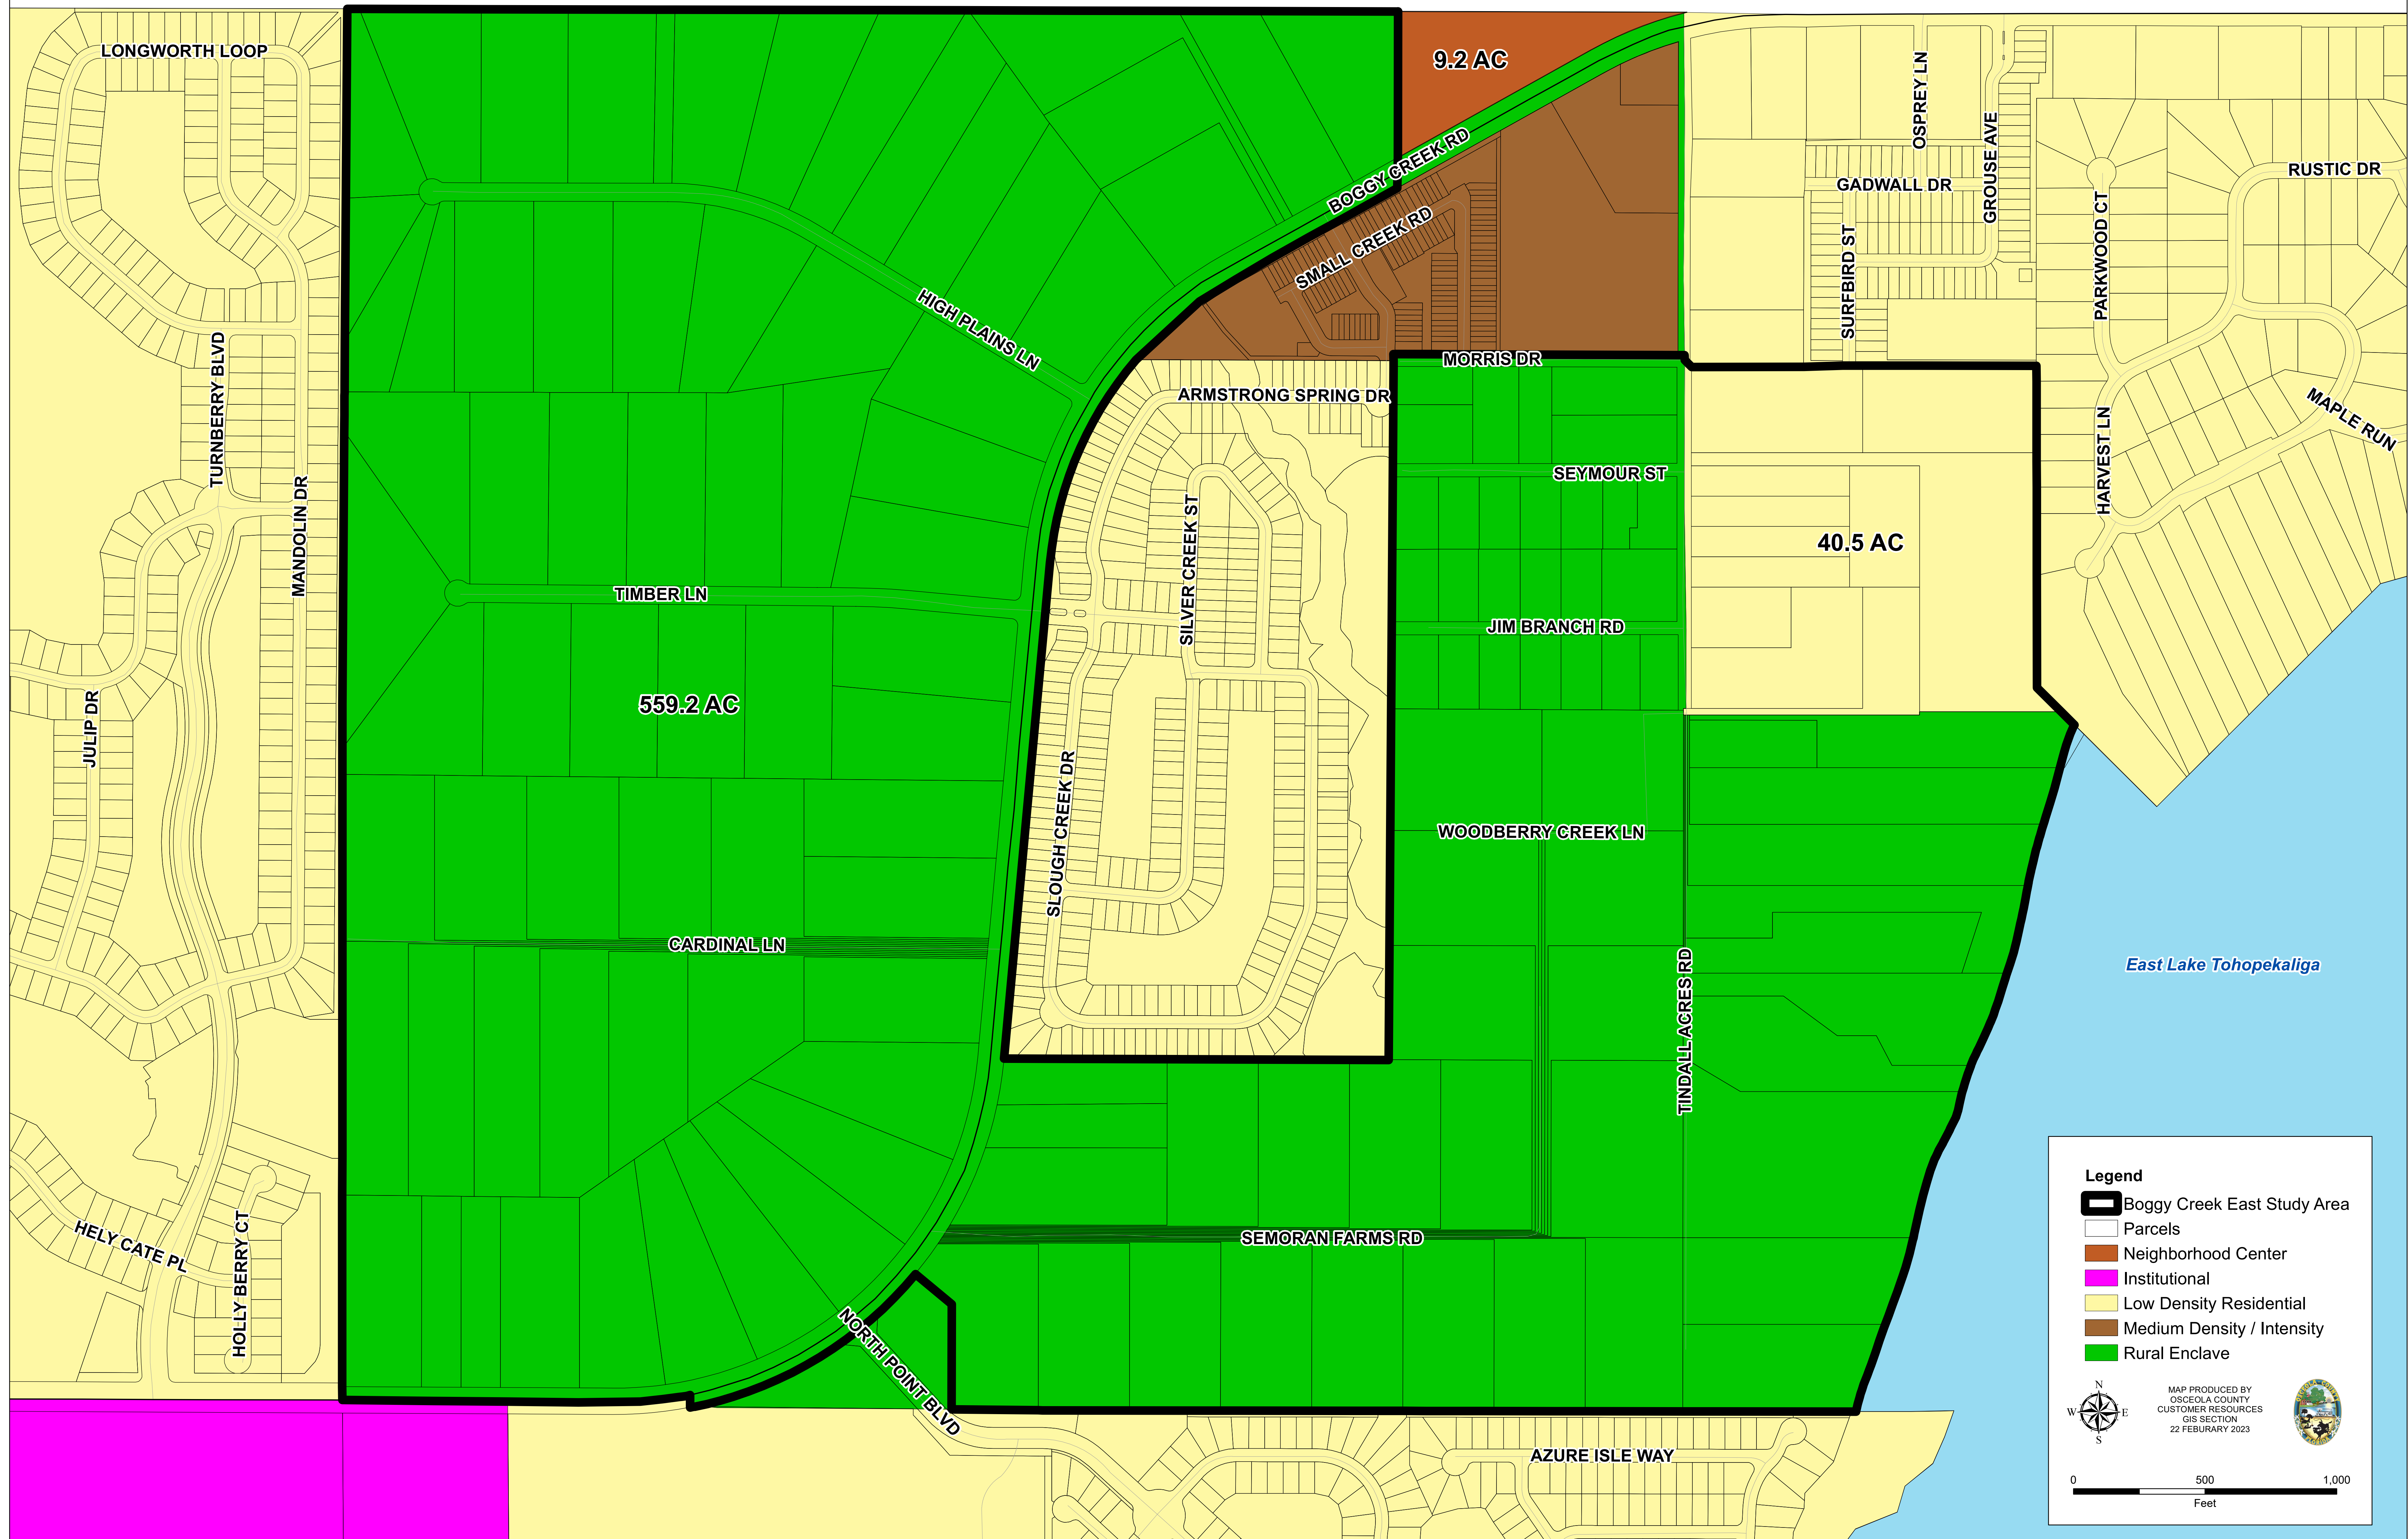 LONGWORTH LOOP
9.2 AC
OSPREY LN
GROUSE AVE
BOGGY CREEK RD
GADWALL DR
RUSTIC DR
PARKWOOD CT
SMALL CREEK RD
SURFBIRD ST
HIGH PLAINS LN
TURNBERRY BLVD
MORRIS DR
ARMSTRONG SPRING DR
MAPLE RUN
HARVEST LN
SEYMOUR ST
MANDOLIN DR
SILVER CREEK ST
40.5 AC
TIMBER LN
JIM BRANCH RD
559.2 AC
JULIP DR
SLOUGH CREEK DR
WOODBERRY CREEK LN
CARDINAL LN
East Lake Tohopekaliga
TINDALL ACRES RD
HELY CATE PL
HOLLY BERRY CT
SEMORAN FARMS RD
NORTH POINT BLVD
AZURE ISLE WAY
Legend
Boggy Creek East Study Area
Parcels
Neighborhood Center
Institutional
Low Density Residential
Medium Density / Intensity
Rural Enclave
N
W E
S
MAP PRODUCED BY
OSCEOLA COUNTY
CUSTOMER RESOURCES
GIS SECTION
22 FEBURARY 2023
0 500 1,000
Feet